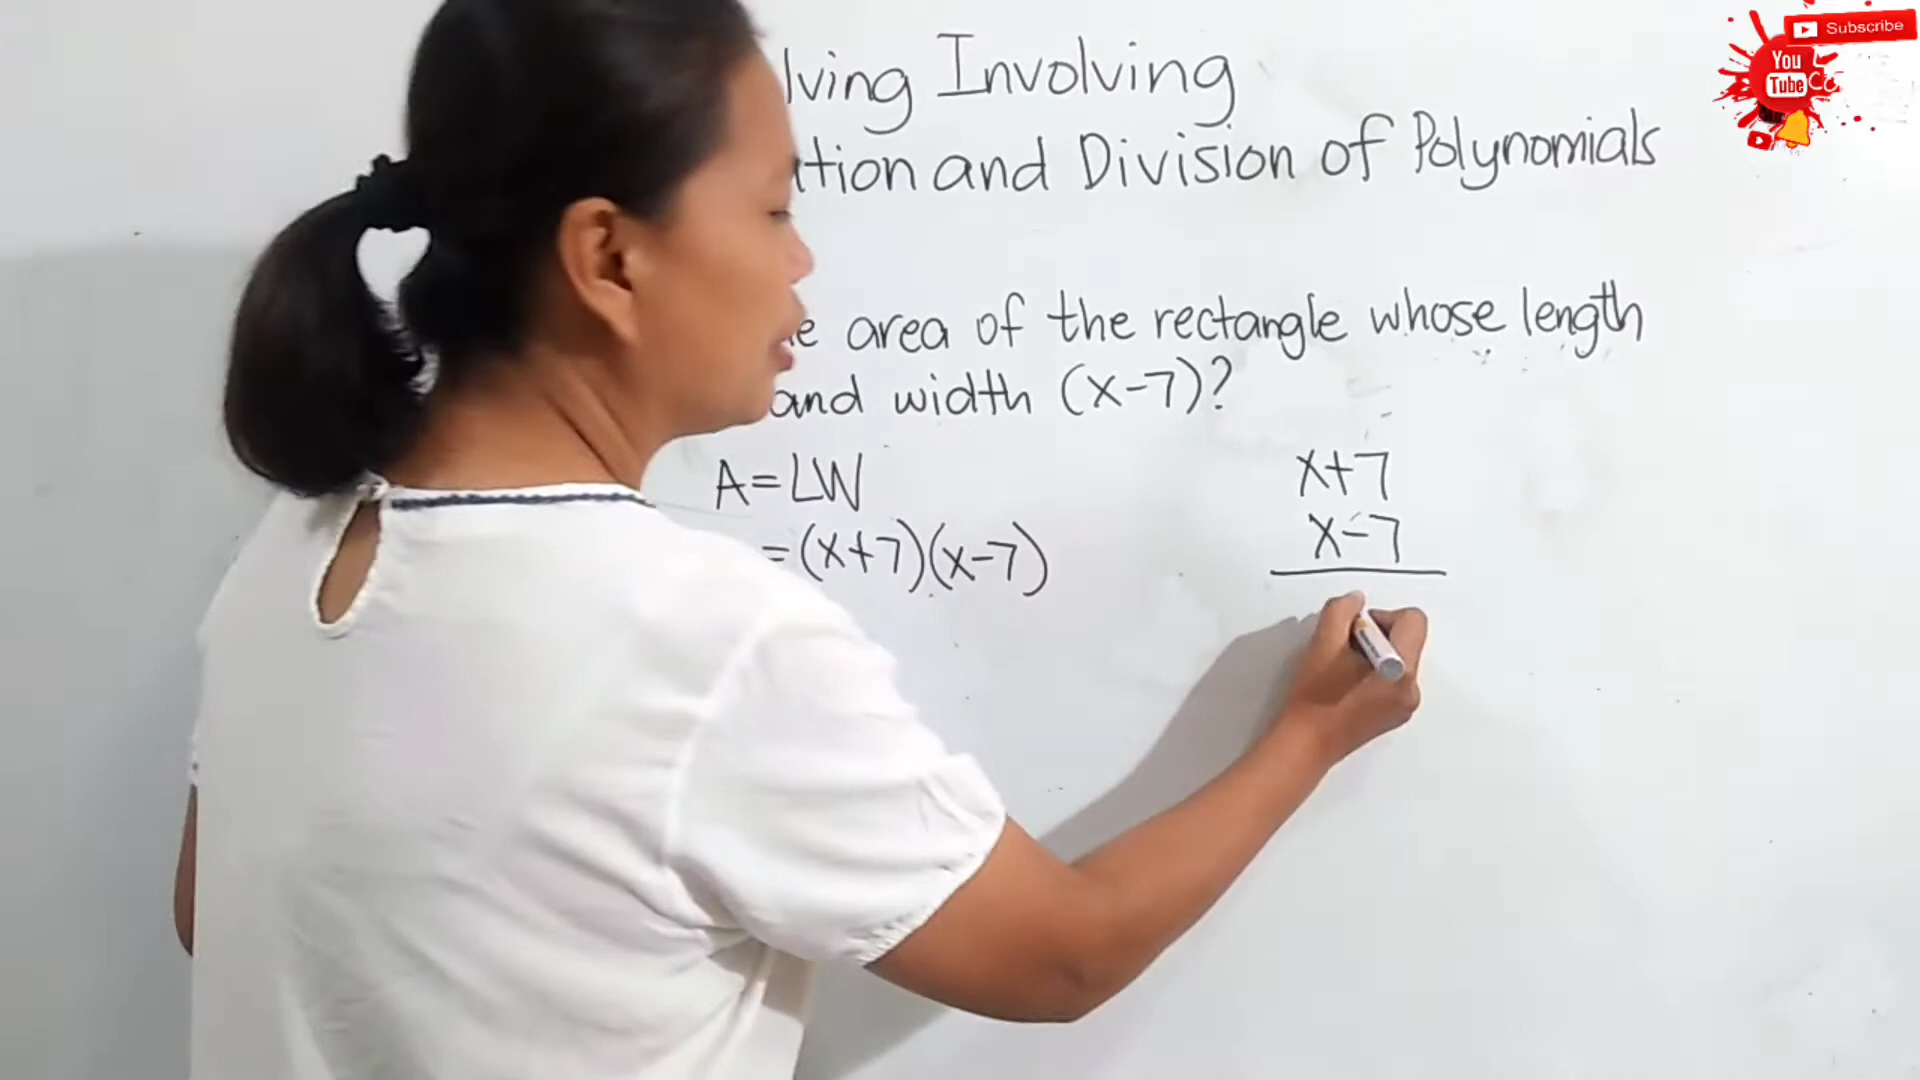 lving Involving
ation and Division of Polynomials
e area of the rectangle whose length
and width (x-7)?
A=LW
=(x+7)(x-7)
x+7
x-7
Subscribe
You
Tube